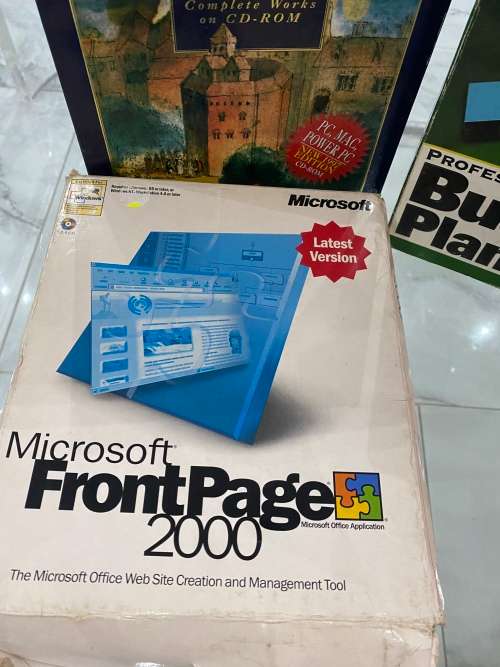 Complete Works
on CD-ROM
PC, MAC,
POWER PC
CD-ROM
PROFES
Bu
Plan
Microsoft
Latest
Version
Microsoft
FrontPage
2000
Microsoft Office Application
The Microsoft Office Web Site Creation and Management Tool